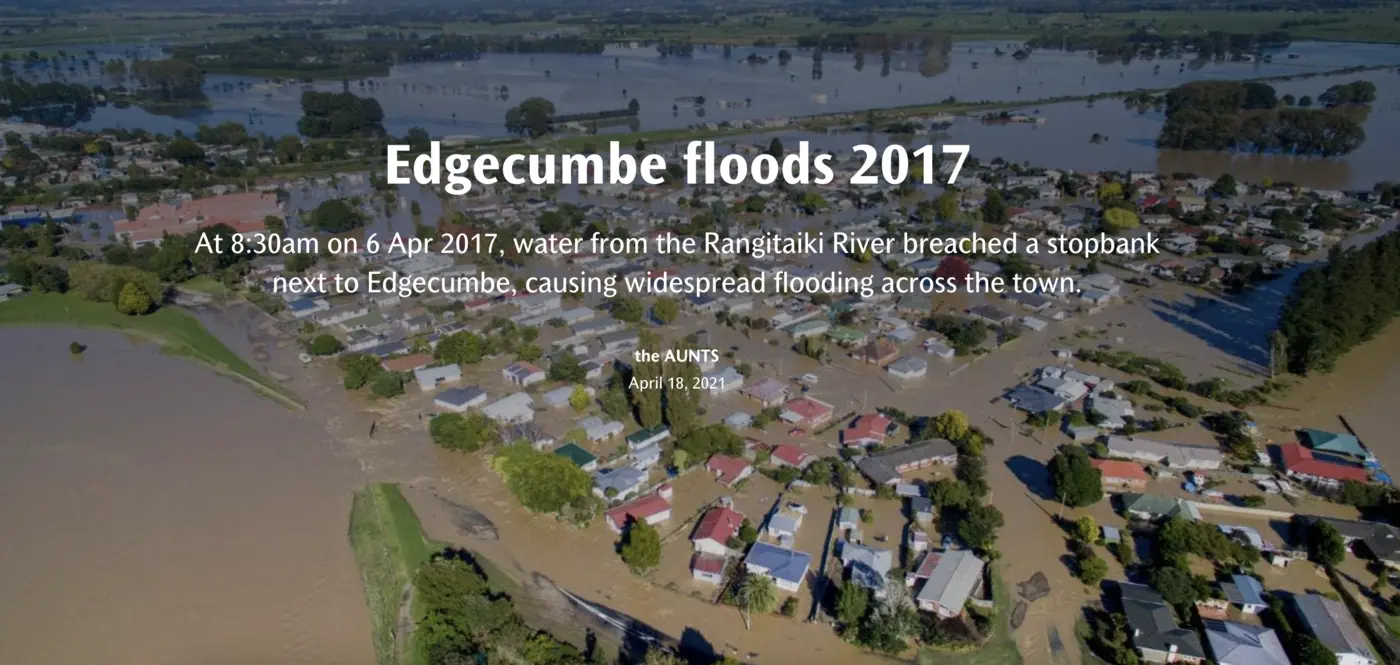 Edgecumbe floods 2017
At 8:30am on 6 Apr 2017, water from the Rangitaiki River breached a stopbank
next to Edgecumbe, causing widespread flooding across the town.
the AUNTS
April 18, 2021